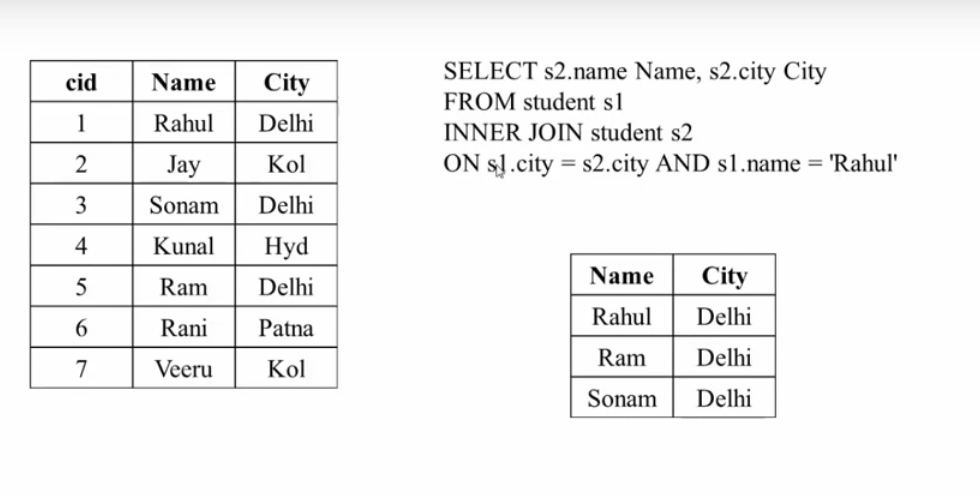 cid Name City
1 Rahul Delhi
2 Jay Kol
3 Sonam Delhi
4 Kunal Hyd
5 Ram Delhi
6 Rani Patna
7 Veeru Kol
SELECT s2.name Name, s2.city City
FROM student s1
INNER JOIN student s2
ON s1.city = s2.city AND s1.name = 'Rahul'
Name City
Rahul Delhi
Ram Delhi
Sonam Delhi